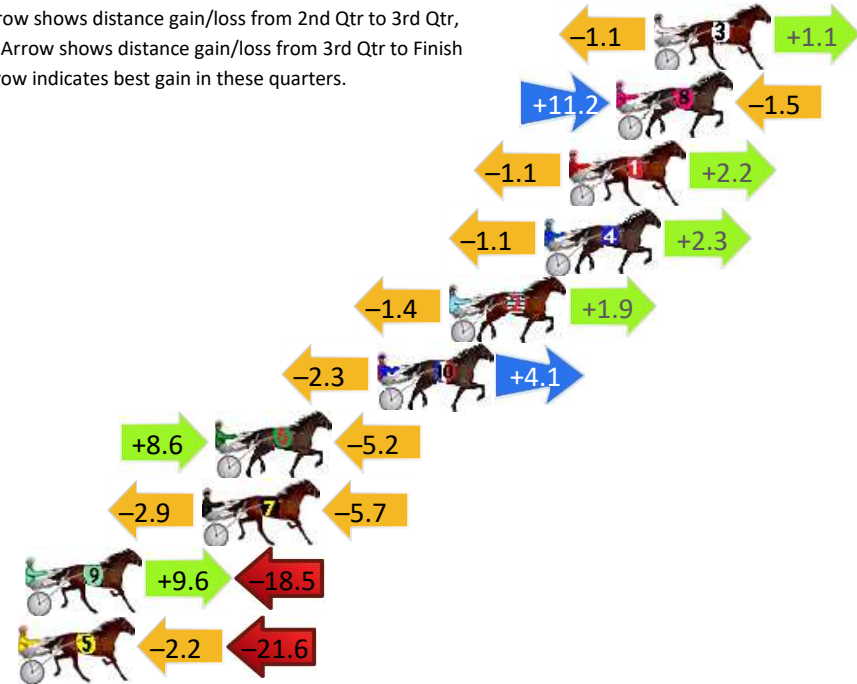 row shows distance gain/loss from 2nd Qtr to 3rd Qtr,
Arrow shows distance gain/loss from 3rd Qtr to Finish
row indicates best gain in these quarters.
–1.1 3 +1.1
+11.2 8 –1.5
–1.1 1 +2.2
–1.1 4 +2.3
–1.4 2 +1.9
–2.3 10 +4.1
+8.6 6 –5.2
–2.9 7 –5.7
9 +9.6 –18.5
5 –2.2 –21.6